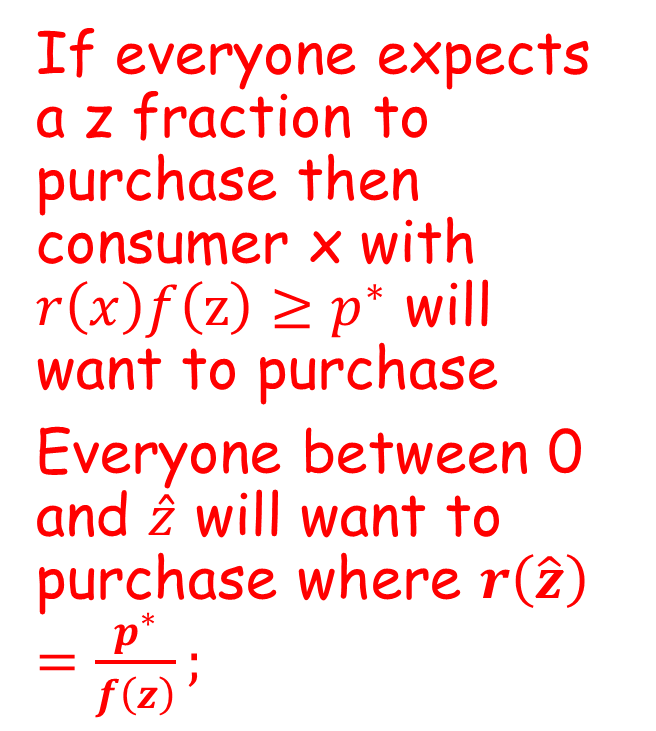 If everyone expects
a z fraction to
purchase then
consumer x with
r(x)f(z) ≥ p* will
want to purchase
Everyone between 0
and ẑ will want to
purchase where r(ẑ)
= p*/f(z) ;